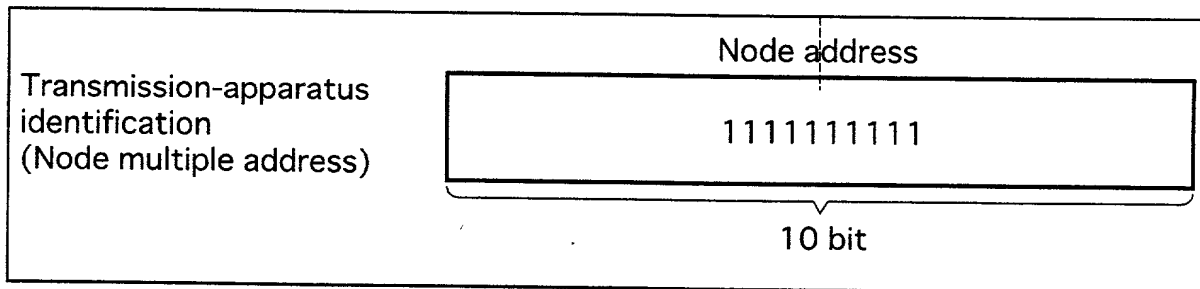 Node address
Transmission-apparatus
identification
(Node multiple address)
1111111111
10 bit